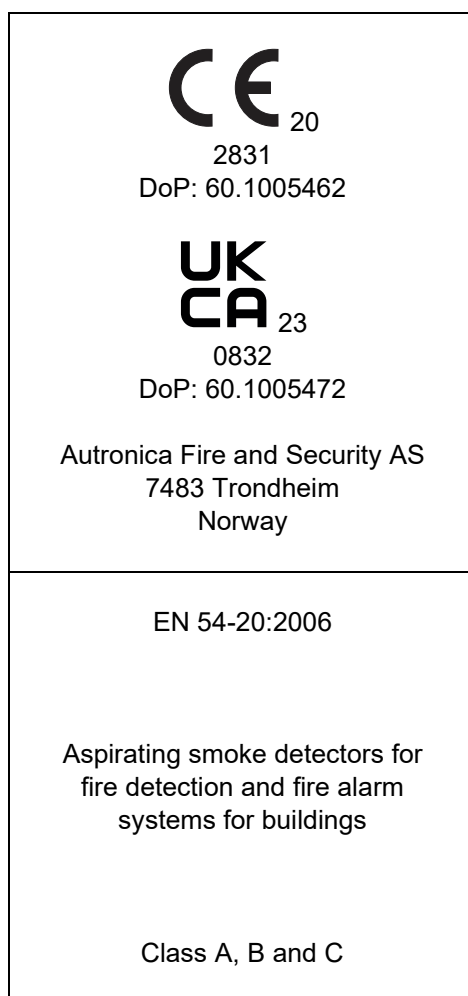 CE 20
2831
DoP: 60.1005462
UK
CA 23
0832
DoP: 60.1005472
Autronica Fire and Security AS
7483 Trondheim
Norway
EN 54-20:2006
Aspirating smoke detectors for
fire detection and fire alarm
systems for buildings
Class A, B and C